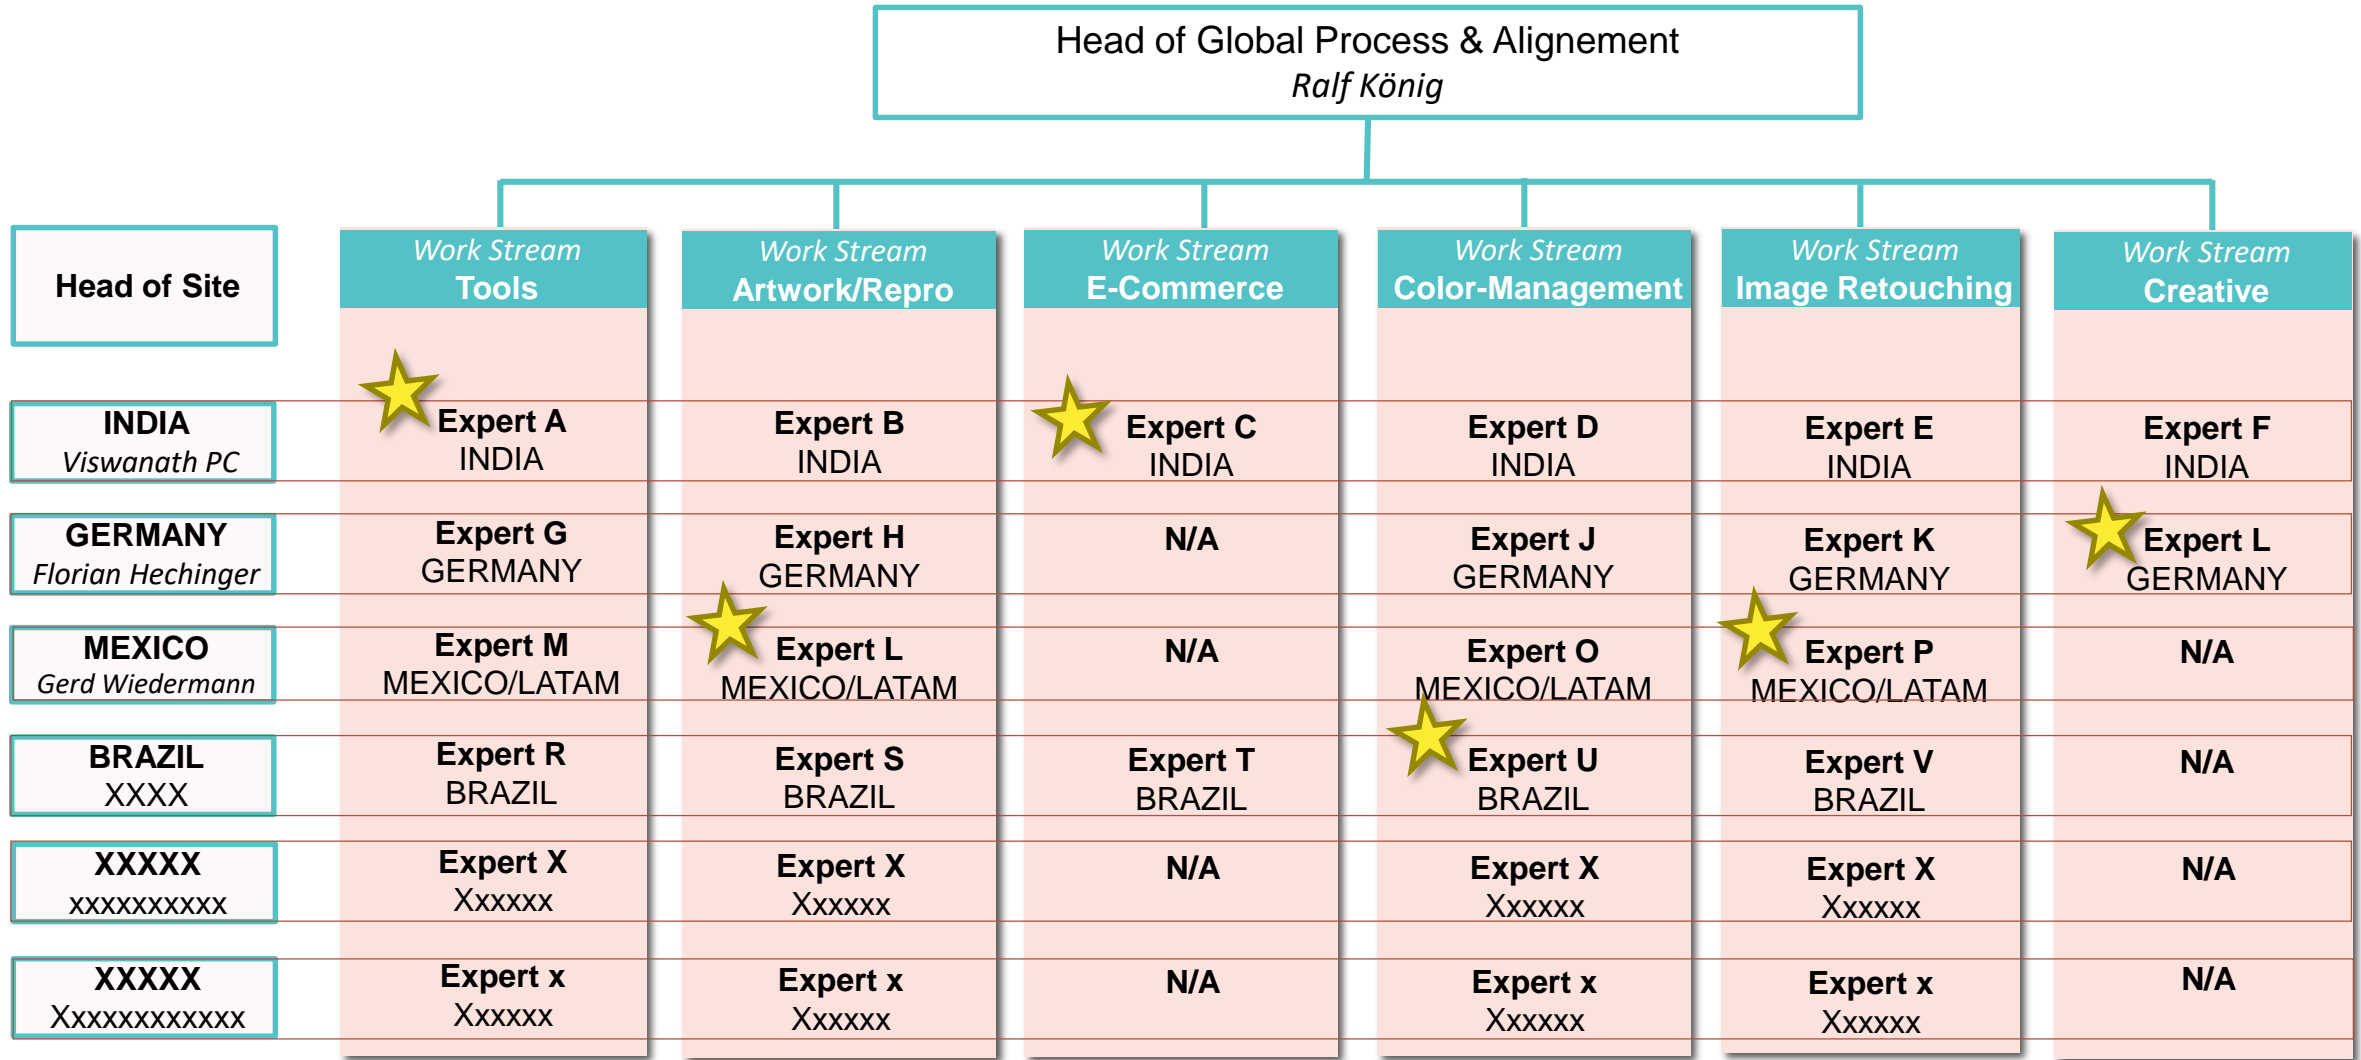 Head of Global Process & Alignement
Ralf König
Head of Site
Work Stream
Tools
Work Stream
Artwork/Repro
Work Stream
E-Commerce
Work Stream
Color-Management
Work Stream
Image Retouching
Work Stream
Creative
INDIA
Viswanath PC
Expert A
INDIA
Expert B
INDIA
Expert C
INDIA
Expert D
INDIA
Expert E
INDIA
Expert F
INDIA
GERMANY
Florian Hechinger
Expert G
GERMANY
Expert H
GERMANY
N/A
Expert J
GERMANY
Expert K
GERMANY
Expert L
GERMANY
MEXICO
Gerd Wiedermann
Expert M
MEXICO/LATAM
Expert L
MEXICO/LATAM
N/A
Expert O
MEXICO/LATAM
Expert P
MEXICO/LATAM
N/A
BRAZIL
XXXX
Expert R
BRAZIL
Expert S
BRAZIL
Expert T
BRAZIL
Expert U
BRAZIL
Expert V
BRAZIL
N/A
XXXXX
xxxxxxxxxx
Expert X
Xxxxxx
Expert X
Xxxxxx
N/A
Expert X
Xxxxxx
Expert X
Xxxxxx
N/A
XXXXX
Xxxxxxxxxxxx
Expert x
Xxxxxx
Expert x
Xxxxxx
N/A
Expert x
Xxxxxx
Expert x
Xxxxxx
N/A